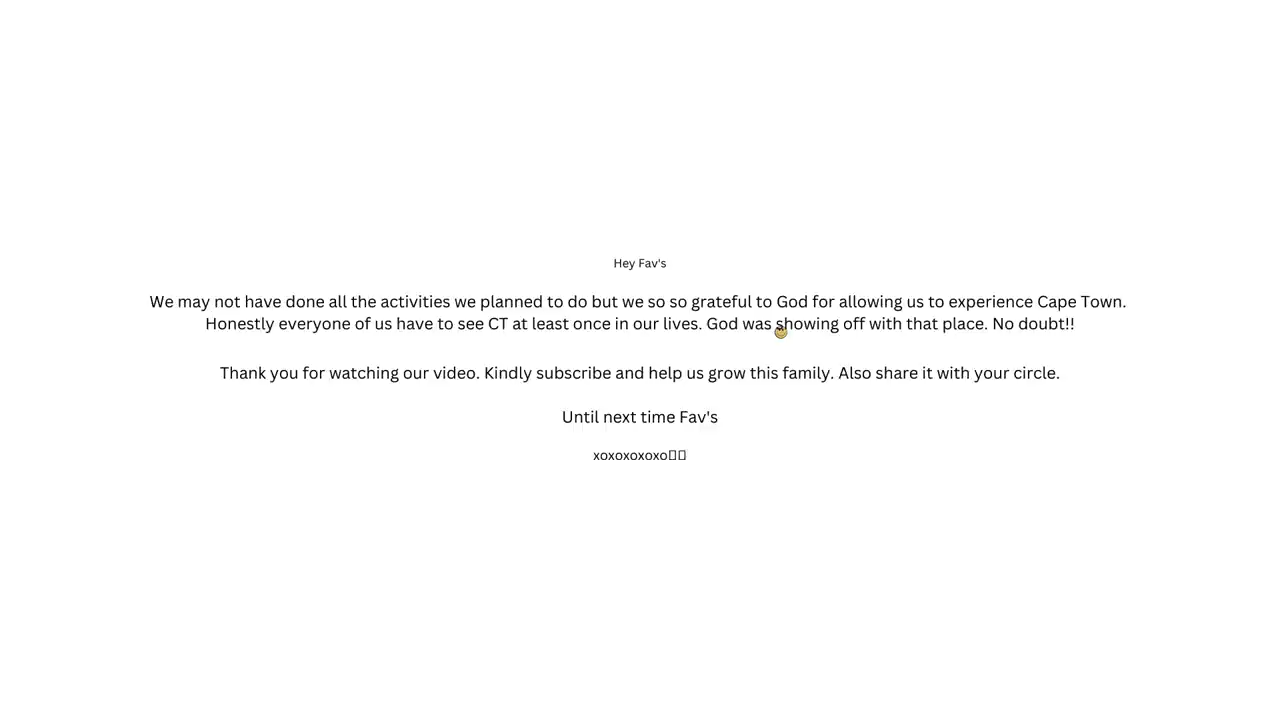 Hey Fav's
We may not have done all the activities we planned to do but we so so grateful to God for allowing us to experience Cape Town.
Honestly everyone of us have to see CT at least once in our lives. God was showing off with that place. No doubt!!
Thank you for watching our video. Kindly subscribe and help us grow this family. Also share it with your circle.
Until next time Fav's
xoxoxoxoxo